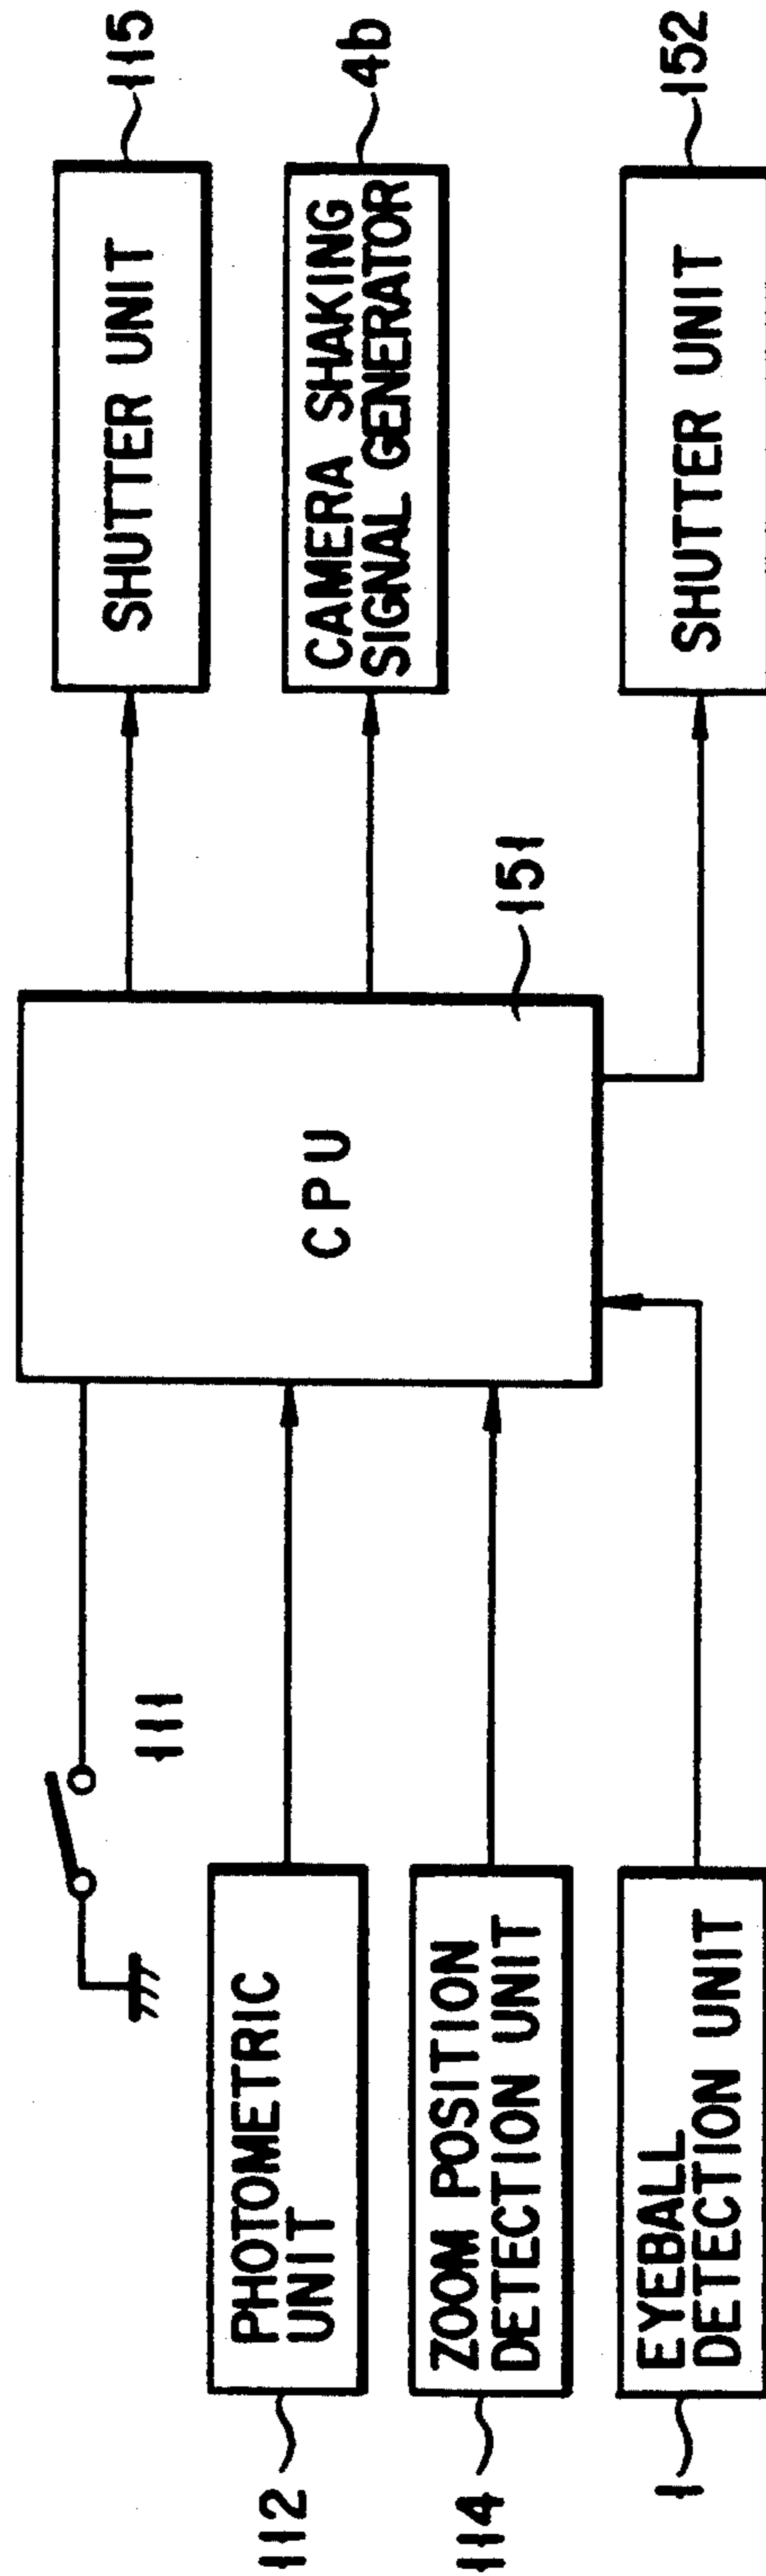 111
112
PHOTOMETRIC
UNIT
114
ZOOM POSITION
DETECTION UNIT
1
EYEBALL
DETECTION UNIT
CPU
151
SHUTTER UNIT
115
CAMERA SHAKING
SIGNAL GENERATOR
4b
SHUTTER UNIT
152